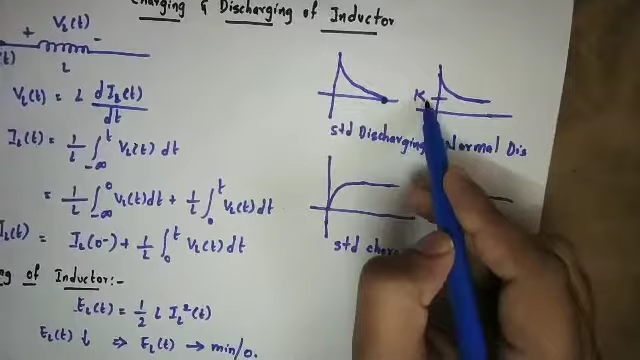 Charging & Discharging of Inductor
+ VL(t) -
L
VL(t) = L dIL(t)/dt
IL(t) = 1/L ∫-∞^t VL(t) dt
= 1/L ∫-∞^0 VL(t)dt + 1/L ∫0^t VL(t)dt
IL(t) = IL(0-) + 1/L ∫0^t VL(t)dt
of Inductor:-
EL(t) = 1/2 L IL²(t)
EL(t) ↓ ⇒ EL(t) → min/0.
K
std Discharging
Normal Dis
std